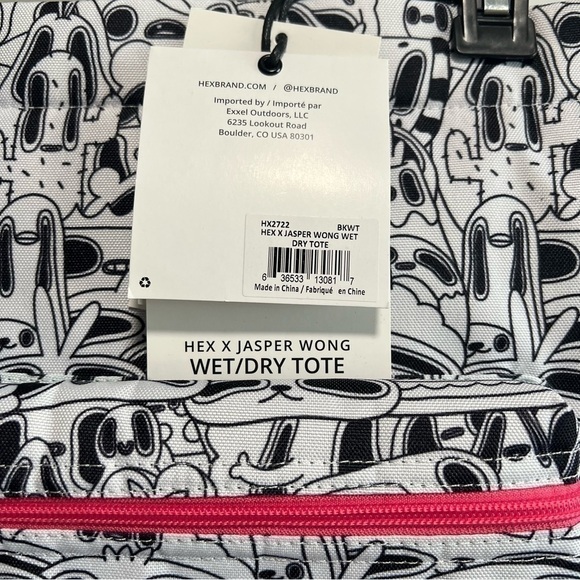 HEXBRAND.COM / @HEXBRAND
Imported by / Importé par
Exxel Outdoors, LLC
6235 Lookout Road
Boulder, CO USA 80301
HX2722 BKWT
HEX X JASPER WONG WET
DRY TOTE
6 36533 13081 7
Made in China / Fabriqué en Chine
HEX X JASPER WONG
WET/DRY TOTE